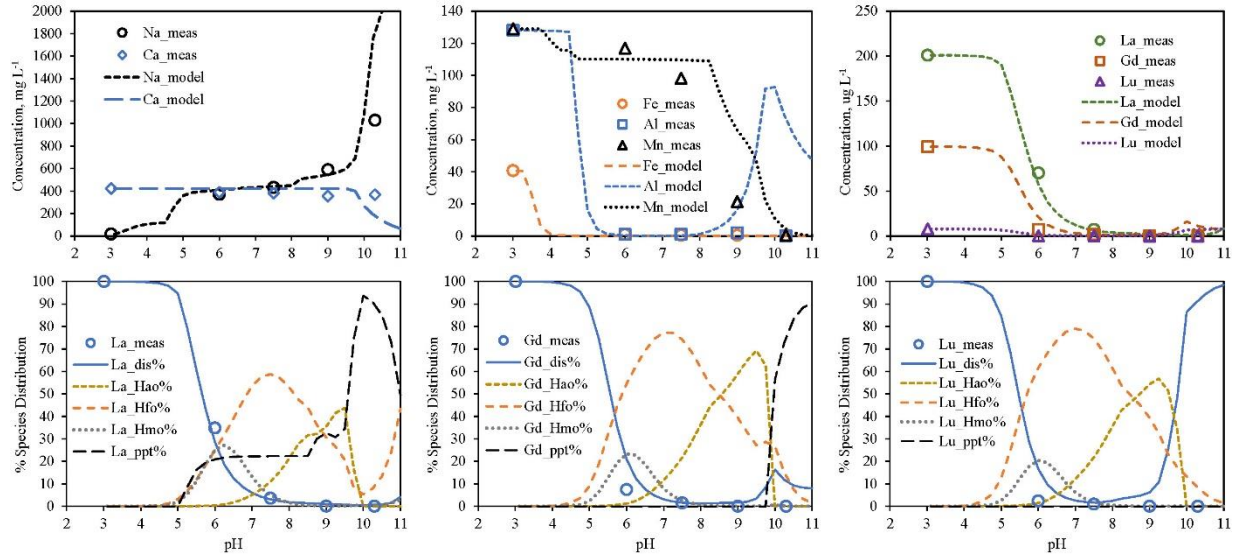 Concentration, mg L-1
2000
1800
1600
1400
1200
1000
800
600
400
200
0
2 3 4 5 6 7 8 9 10 11
Na_meas
Ca_meas
Na_model
Ca_model
Concentration, mg L-1
140
120
100
80
60
40
20
0
2 3 4 5 6 7 8 9 10 11
Fe_meas
Al_meas
Mn_meas
Fe_model
Al_model
Mn_model
Concentration, ug L-1
250
200
150
100
50
0
2 3 4 5 6 7 8 9 10 11
La_meas
Gd_meas
Lu_meas
La_model
Gd_model
Lu_model
% Species Distribution
100
90
80
70
60
50
40
30
20
10
0
2 3 4 5 6 7 8 9 10 11
pH
La_meas
La_dis%
La_Hao%
La_Hfo%
La_Hmo%
La_ppt%
% Species Distribution
100
90
80
70
60
50
40
30
20
10
0
2 3 4 5 6 7 8 9 10 11
pH
Gd_meas
Gd_dis%
Gd_Hao%
Gd_Hfo%
Gd_Hmo%
Gd_ppt%
% Species Distribution
100
90
80
70
60
50
40
30
20
10
0
2 3 4 5 6 7 8 9 10 11
pH
Lu_meas
Lu_dis%
Lu_Hao%
Lu_Hfo%
Lu_Hmo%
Lu_ppt%